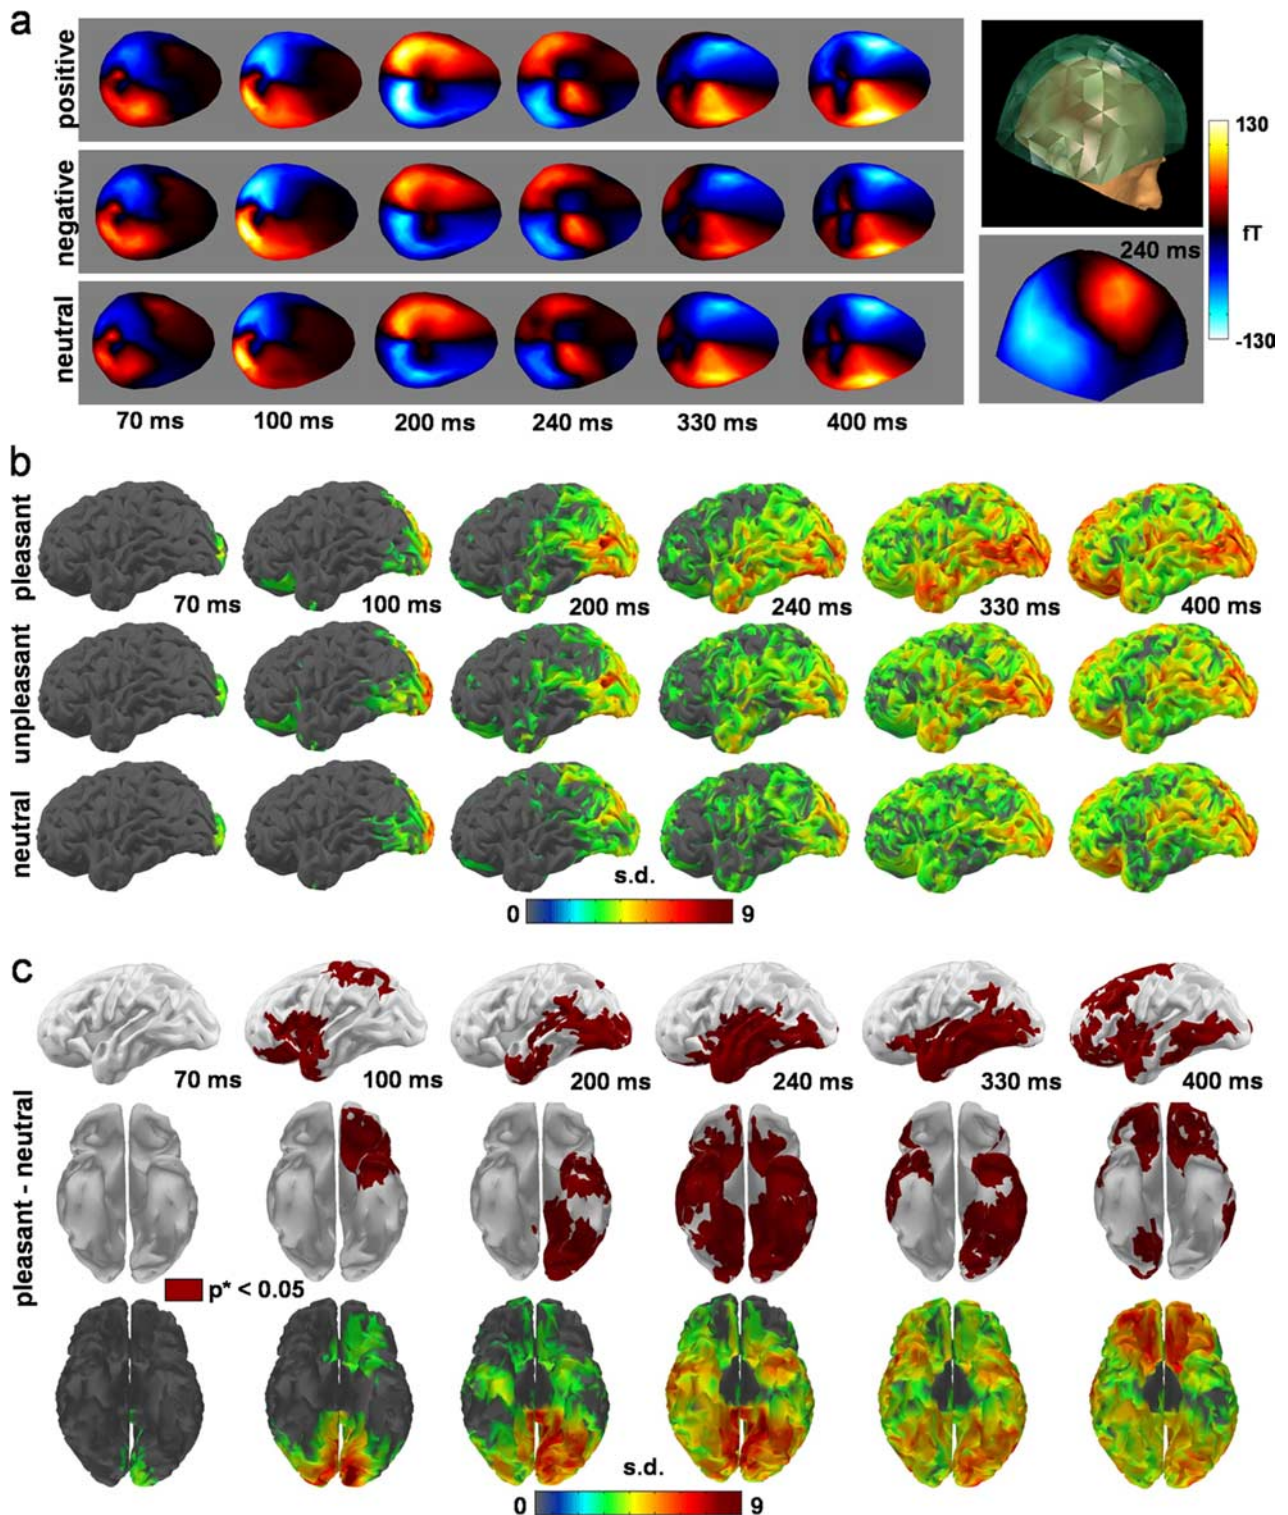 a
positive
negative
neutral
70 ms
100 ms
200 ms
240 ms
330 ms
400 ms
240 ms
130
fT
-130
b
pleasant
70 ms
100 ms
200 ms
240 ms
330 ms
400 ms
unpleasant
neutral
s.d.
0
9
c
pleasant - neutral
70 ms
100 ms
200 ms
240 ms
330 ms
400 ms
p* < 0.05
s.d.
0
9